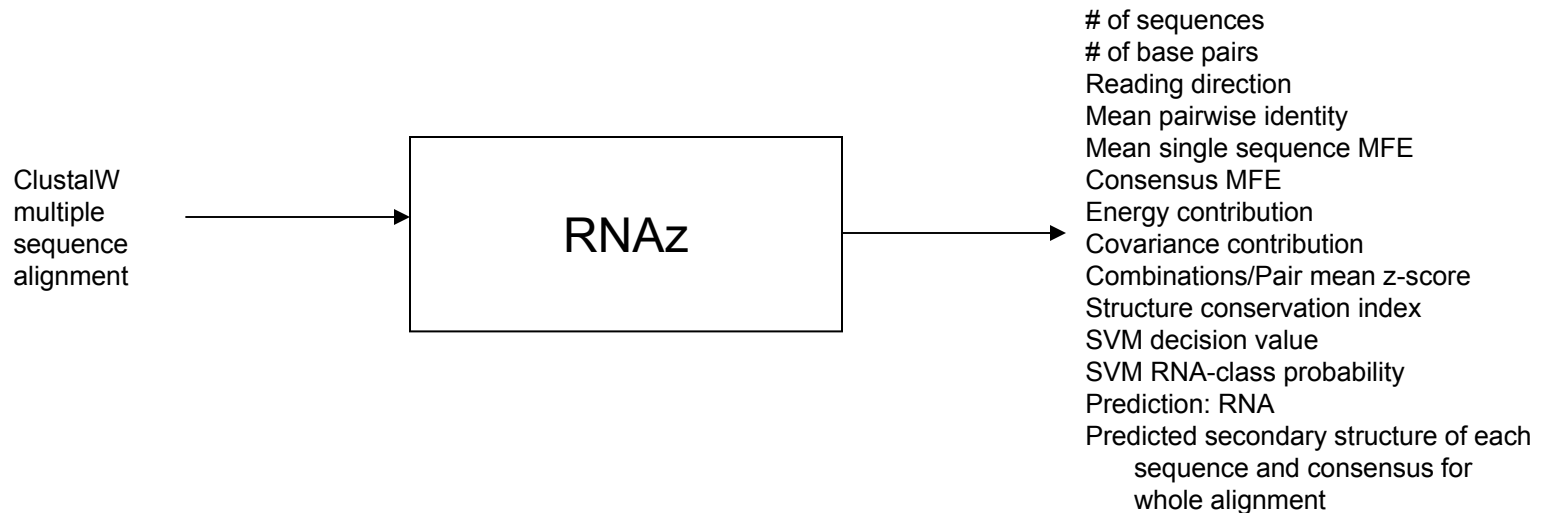 ClustalW
multiple
sequence
alignment
RNAz
# of sequences
# of base pairs
Reading direction
Mean pairwise identity
Mean single sequence MFE
Consensus MFE
Energy contribution
Covariance contribution
Combinations/Pair mean z-score
Structure conservation index
SVM decision value
SVM RNA-class probability
Prediction: RNA
Predicted secondary structure of each
sequence and consensus for
whole alignment